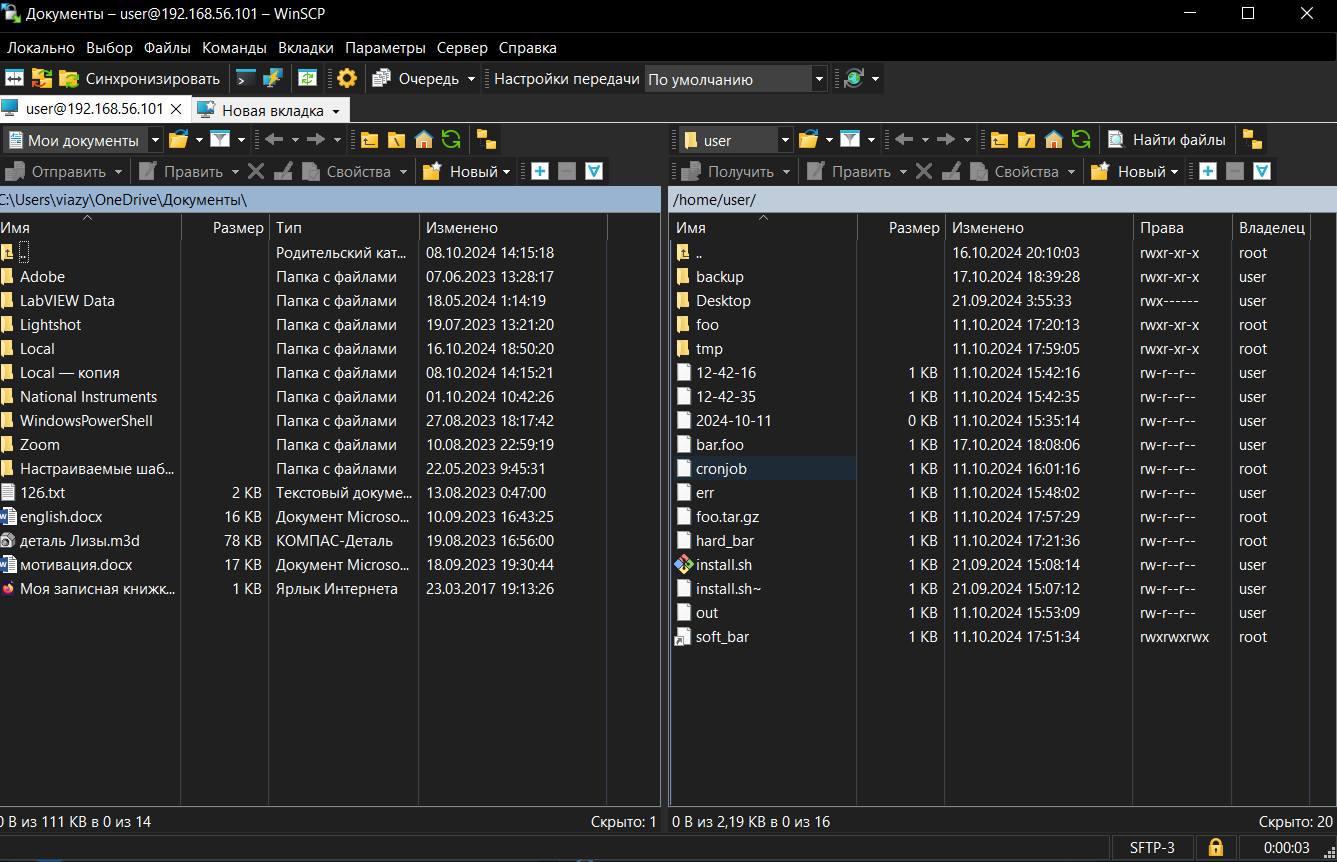 Документы – user@192.168.56.101 – WinSCP
Локально Выбор Файлы Команды Вкладки Параметры Сервер Справка
Синхронизировать Очередь Настройки передачи По умолчанию
user@192.168.56.101 Новая вкладка
Мои документы
Отправить Править Свойства Новый
C:\Users\viazy\OneDrive\Документы\
Имя Размер Тип Изменено
.. Родительский кат... 08.10.2024 14:15:18
Adobe Папка с файлами 07.06.2023 13:28:17
LabVIEW Data Папка с файлами 18.05.2024 1:14:19
Lightshot Папка с файлами 19.07.2023 13:21:20
Local Папка с файлами 16.10.2024 18:50:20
Local — копия Папка с файлами 08.10.2024 14:15:21
National Instruments Папка с файлами 01.10.2024 10:42:26
WindowsPowerShell Папка с файлами 27.08.2023 18:17:42
Zoom Папка с файлами 10.08.2023 22:59:19
Настраиваемые шаб... Папка с файлами 22.05.2023 9:45:31
126.txt 2 KB Текстовый докуме... 13.08.2023 0:47:00
english.docx 16 KB Документ Microso... 10.09.2023 16:43:25
деталь Лизы.m3d 78 KB КОМПАС-Деталь 19.08.2023 16:56:00
мотивация.docx 17 KB Документ Microso... 18.09.2023 19:30:44
Моя записная книжк... 1 KB Ярлык Интернета 23.03.2017 19:13:26
0 B из 111 KB в 0 из 14 Скрыто: 1
user Найти файлы
Получить Править Свойства Новый
/home/user/
Имя Размер Изменено Права Владелец
.. 16.10.2024 20:10:03 rwxr-xr-x root
backup 17.10.2024 18:39:28 rwxr-xr-x user
Desktop 21.09.2024 3:55:33 rwx------ user
foo 11.10.2024 17:20:13 rwxr-xr-x root
tmp 11.10.2024 17:59:05 rwxr-xr-x root
12-42-16 1 KB 11.10.2024 15:42:16 rw-r--r-- user
12-42-35 1 KB 11.10.2024 15:42:35 rw-r--r-- user
2024-10-11 0 KB 11.10.2024 15:35:14 rw-r--r-- user
bar.foo 1 KB 17.10.2024 18:08:06 rw-r--r-- user
cronjob 1 KB 11.10.2024 16:01:16 rw-r--r-- root
err 1 KB 11.10.2024 15:48:02 rw-r--r-- user
foo.tar.gz 1 KB 11.10.2024 17:57:29 rw-r--r-- root
hard_bar 1 KB 11.10.2024 17:21:36 rw-r--r-- root
install.sh 1 KB 21.09.2024 15:08:14 rw-r--r-- user
install.sh~ 1 KB 21.09.2024 15:07:12 rw-r--r-- user
out 1 KB 11.10.2024 15:53:09 rw-r--r-- user
soft_bar 1 KB 11.10.2024 17:51:34 rwxrwxrwx root
0 B из 2,19 KB в 0 из 16 Скрыто: 20
SFTP-3 0:00:03